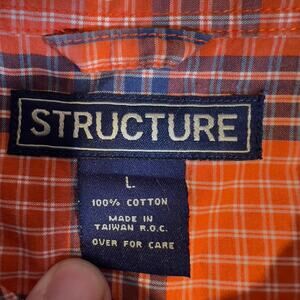 STRUCTURE
L
100% COTTON
MADE IN
TAIWAN R.O.C.
OVER FOR CARE